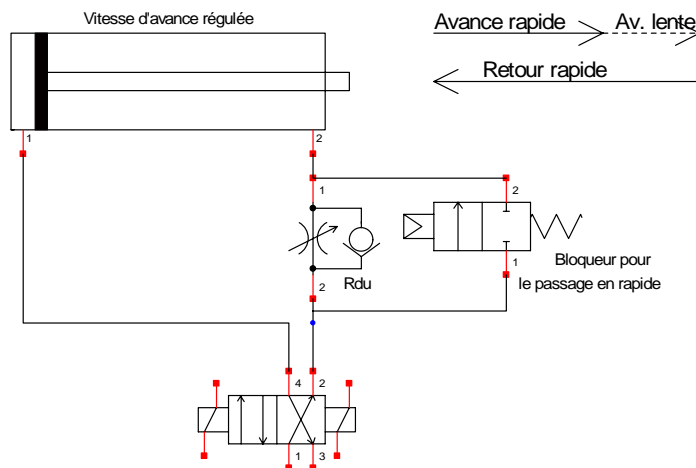 Vitesse d'avance régulée
Avance rapide
Av. lente
Retour rapide
1
2
1
2
Rdu
2
1
Bloqueur pour
le passage en rapide
4
2
1
3